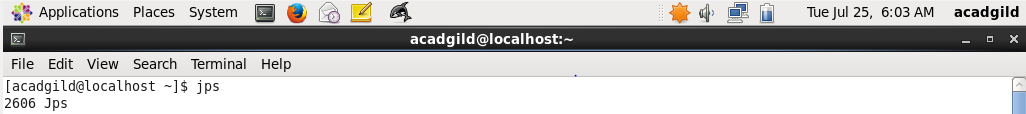 Applications Places System Tue Jul 25, 6:03 AM acadgild
acadgild@localhost:~
File Edit View Search Terminal Help
[acadgild@localhost ~]$ jps
2606 Jps